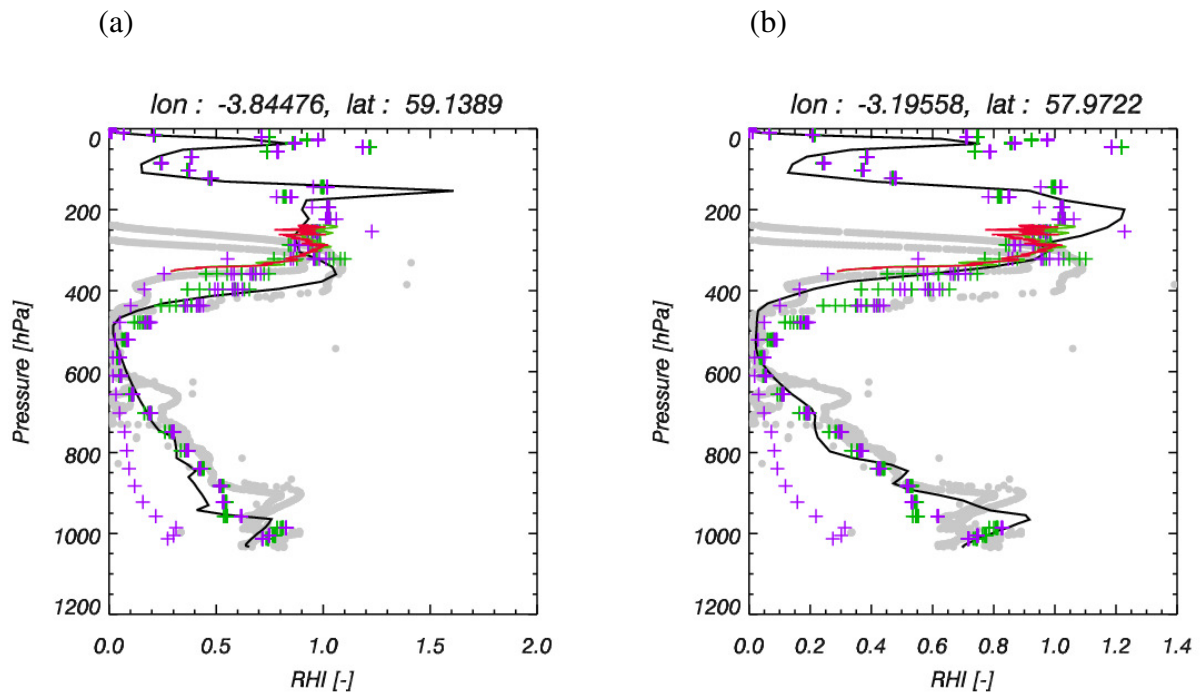 (a)
(b)
lon : -3.84476, lat : 59.1389
lon : -3.19558, lat : 57.9722
0
200
400
600
800
1000
1200
Pressure [hPa]
0.0 0.5 1.0 1.5 2.0
RHI [-]
0
200
400
600
800
1000
1200
Pressure [hPa]
0.0 0.2 0.4 0.6 0.8 1.0 1.2 1.4
RHI [-]